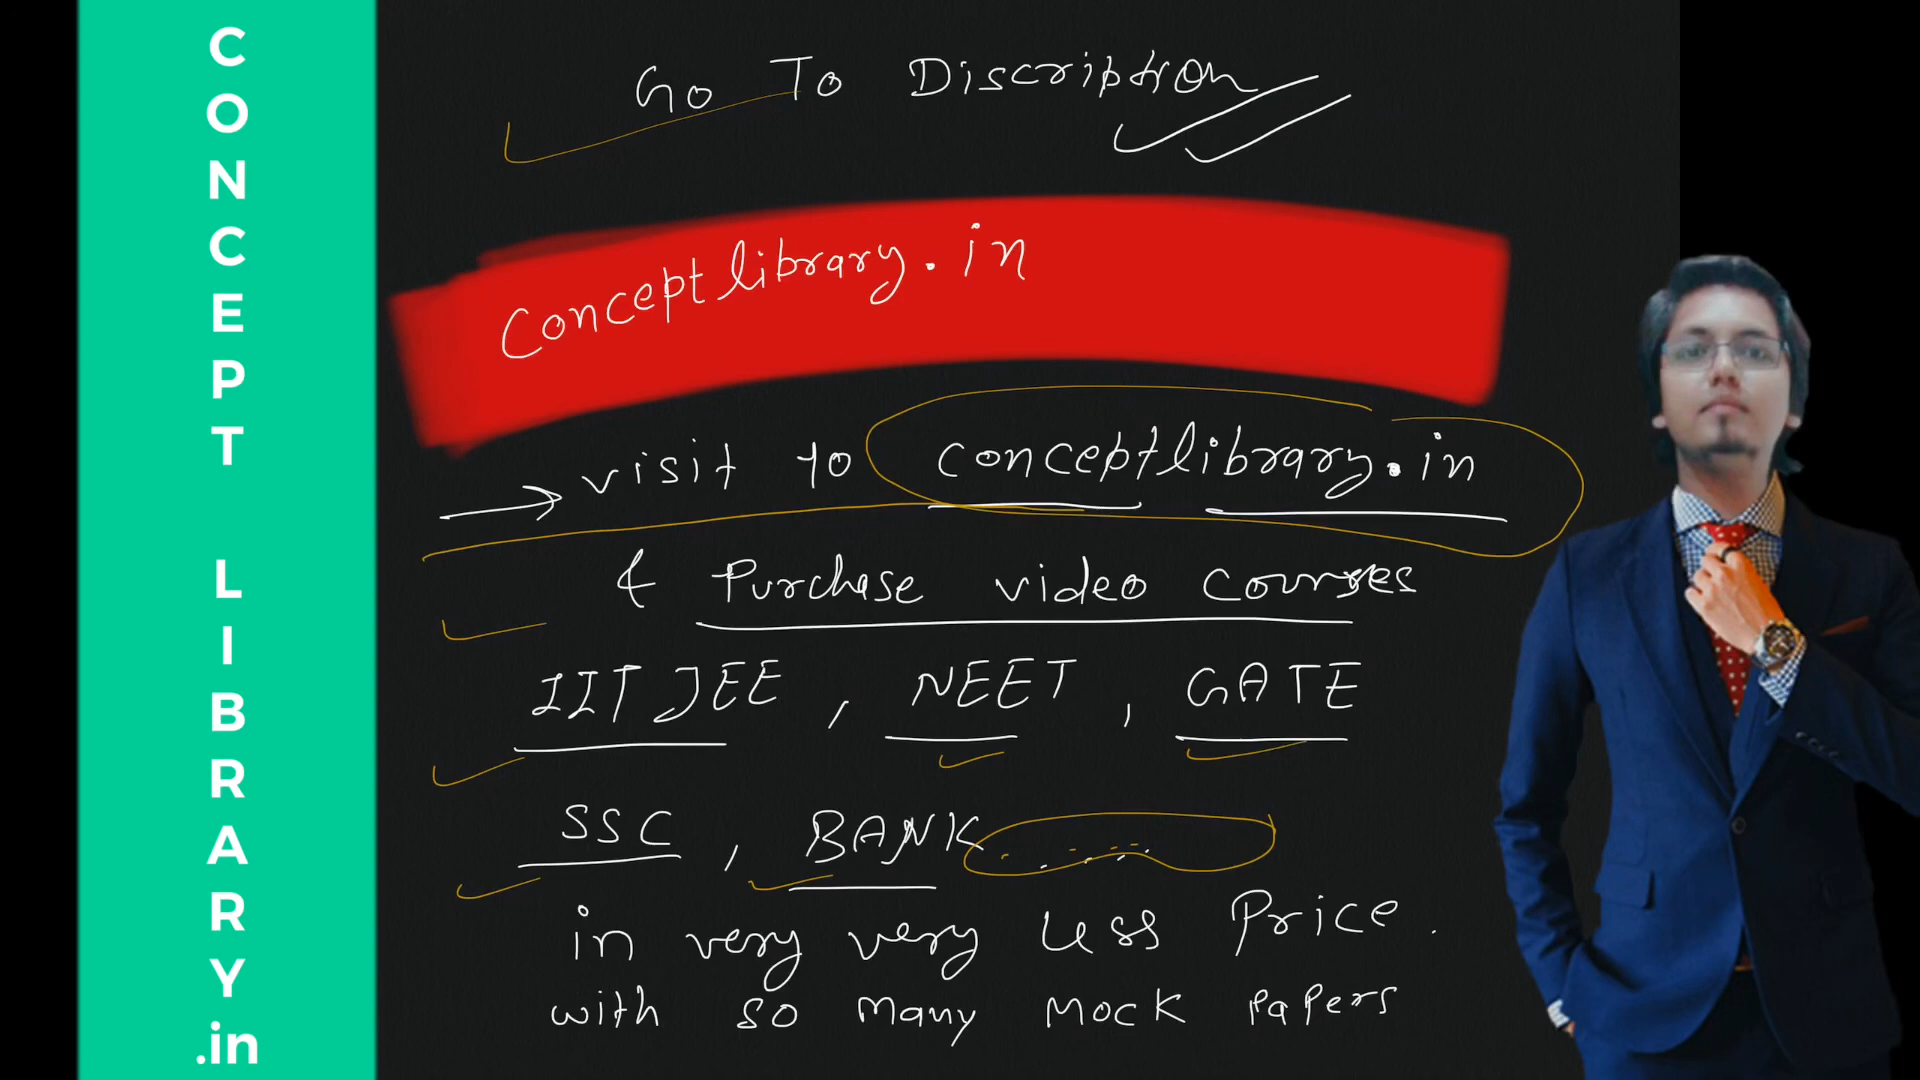 CONCEPT LIBRARY.in
Go To Discription
Conceptlibrary.in
visit to conceptlibrary.in
& Purchase video courses
IIT JEE, NEET, GATE
SSC, BANK ......
in very very less Price.
with so many Mock Papers